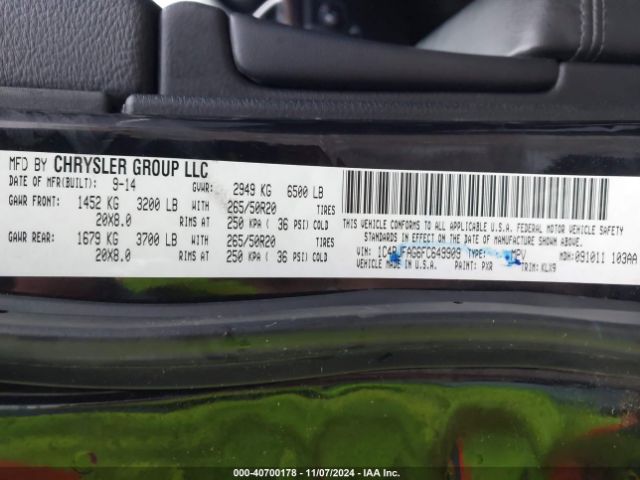 MFD BY CHRYSLER GROUP LLC
DATE OF MFR(BUILT): 9-14 GVWR: 2949 KG 6500 LB
GAWR FRONT: 1452 KG 3200 LB WITH 265/50R20 TIRES
20X8.0 RIMS AT 250 KPA ( 36 PSI) COLD
GAWR REAR: 1679 KG 3700 LB WITH 265/50R20 TIRES
20X8.0 RIMS AT 250 KPA ( 36 PSI) COLD
THIS VEHICLE CONFORMS TO ALL APPLICABLE U.S.A. FEDERAL MOTOR VEHICLE SAFETY
STANDARDS IN EFFECT ON THE DATE OF MANUFACTURE SHOWN ABOVE.
VIN: TYPE: MPV MDH: 091011 103AA
VEHICLE MADE IN U.S.A. PAINT: PXR TRIM: KLX9
000-40700178 - 11/07/2024 - IAA Inc.